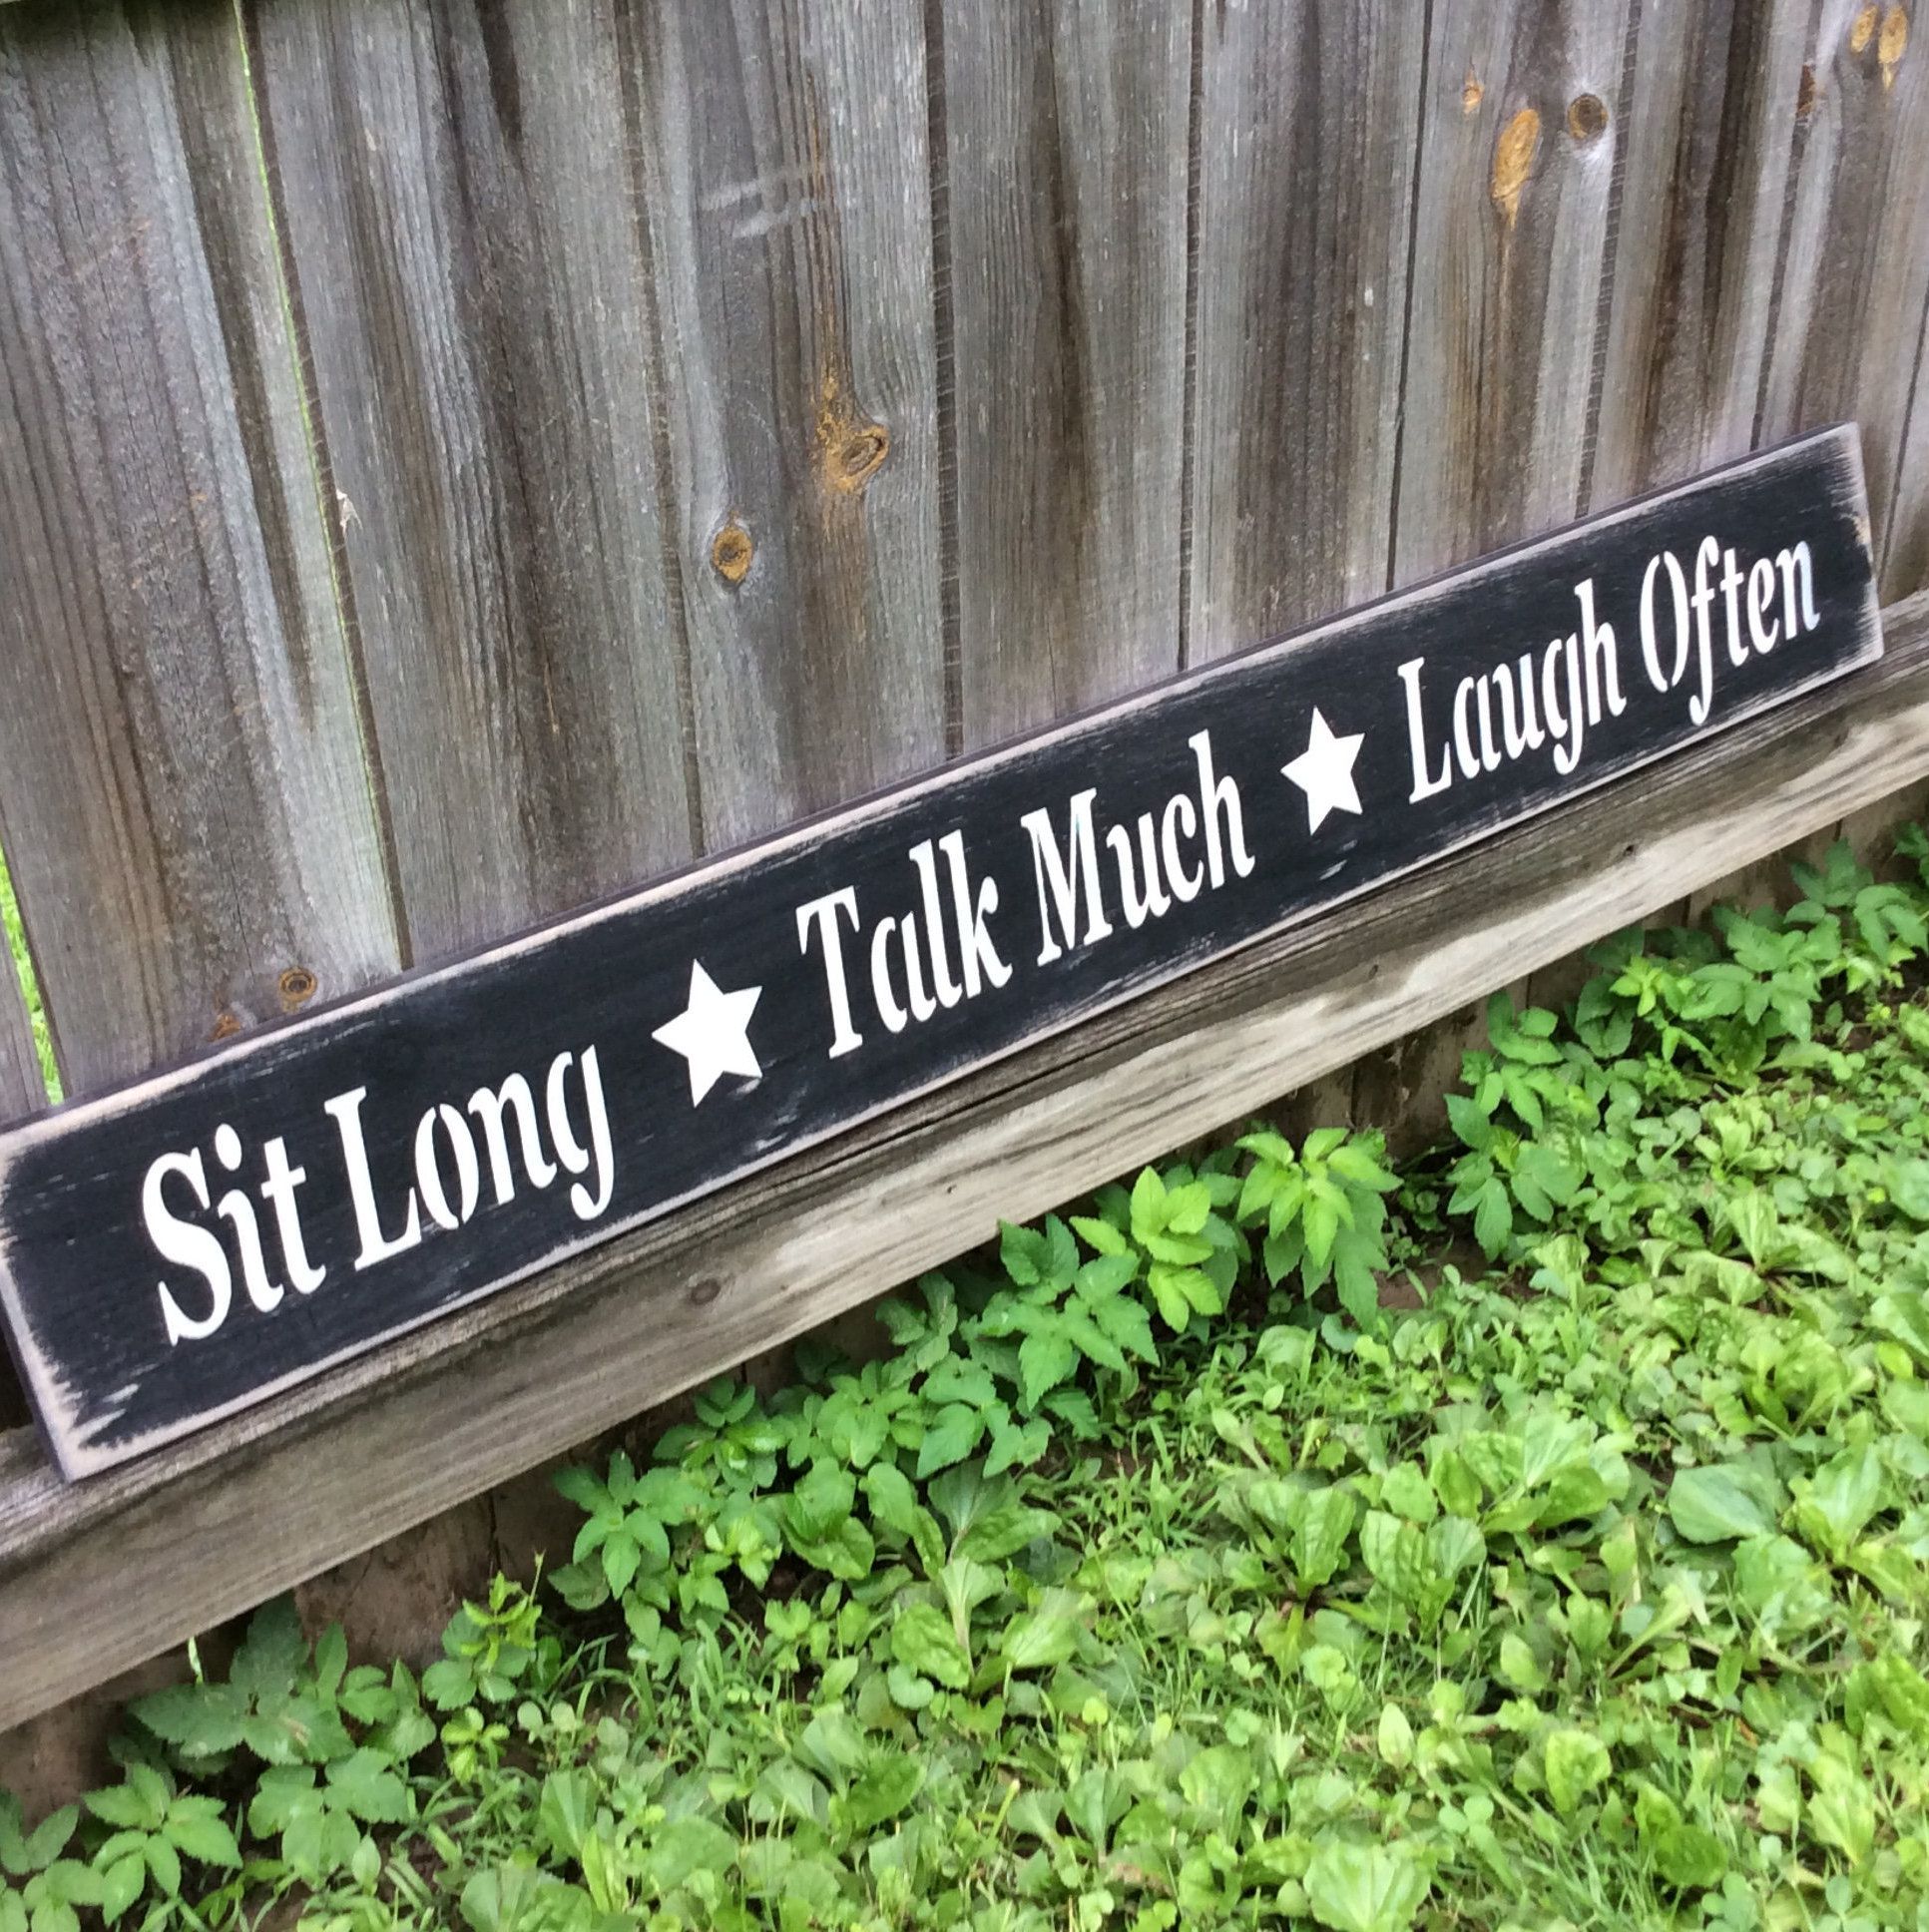 Sit Long ★ Talk Much ★ Laugh Often